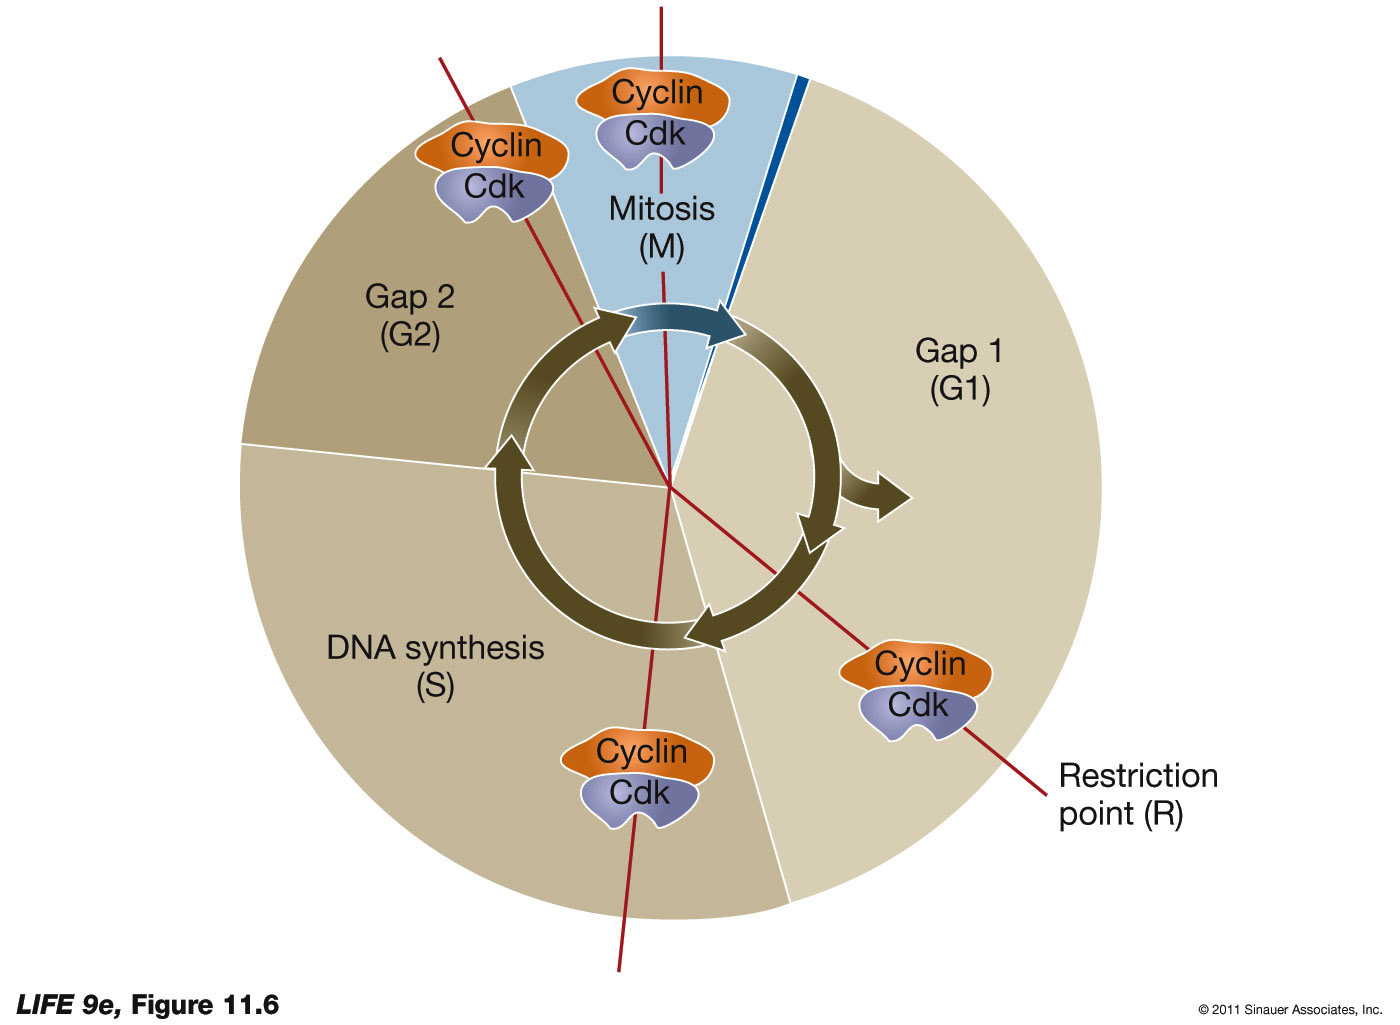 Cyclin
Cdk
Cyclin
Cdk
Mitosis
(M)
Gap 2
(G2)
Gap 1
(G1)
DNA synthesis
(S)
Cyclin
Cdk
Cyclin
Cdk
Restriction
point (R)
LIFE 9e, Figure 11.6
© 2011 Sinauer Associates, Inc.